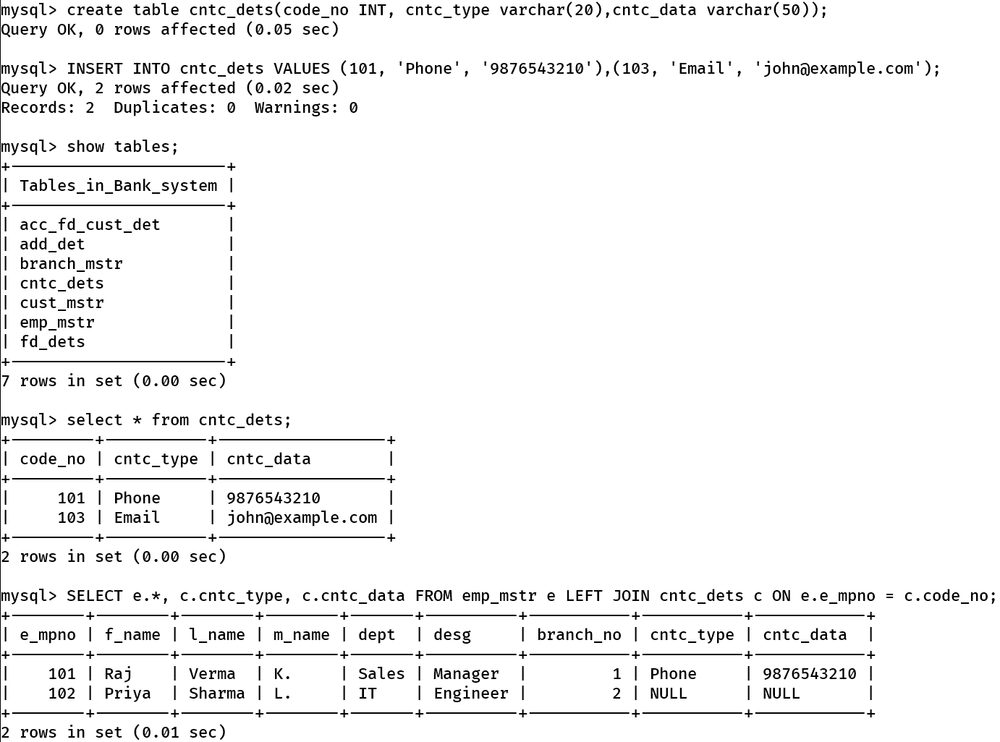 mysql> create table cntc_dets(code_no INT, cntc_type varchar(20),cntc_data varchar(50));
Query OK, 0 rows affected (0.05 sec)

mysql> INSERT INTO cntc_dets VALUES (101, 'Phone', '9876543210'),(103, 'Email', 'john@example.com');
Query OK, 2 rows affected (0.02 sec)
Records: 2  Duplicates: 0  Warnings: 0

mysql> show tables;
+-----------------------+
| Tables_in_Bank_system |
+-----------------------+
| acc_fd_cust_det       |
| add_det               |
| branch_mstr           |
| cntc_dets             |
| cust_mstr             |
| emp_mstr              |
| fd_dets               |
+-----------------------+
7 rows in set (0.00 sec)

mysql> select * from cntc_dets;
+---------+-----------+------------------+
| code_no | cntc_type | cntc_data        |
+---------+-----------+------------------+
|     101 | Phone     | 9876543210       |
|     103 | Email     | john@example.com |
+---------+-----------+------------------+
2 rows in set (0.00 sec)

mysql> SELECT e.*, c.cntc_type, c.cntc_data FROM emp_mstr e LEFT JOIN cntc_dets c ON e.e_mpno = c.code_no;
+--------+--------+--------+--------+-------+----------+-----------+-----------+------------+
| e_mpno | f_name | l_name | m_name | dept  | desg     | branch_no | cntc_type | cntc_data  |
+--------+--------+--------+--------+-------+----------+-----------+-----------+------------+
|    101 | Raj    | Verma  | K.     | Sales | Manager  |         1 | Phone     | 9876543210 |
|    102 | Priya  | Sharma | L.     | IT    | Engineer |         2 | NULL      | NULL       |
+--------+--------+--------+--------+-------+----------+-----------+-----------+------------+
2 rows in set (0.01 sec)